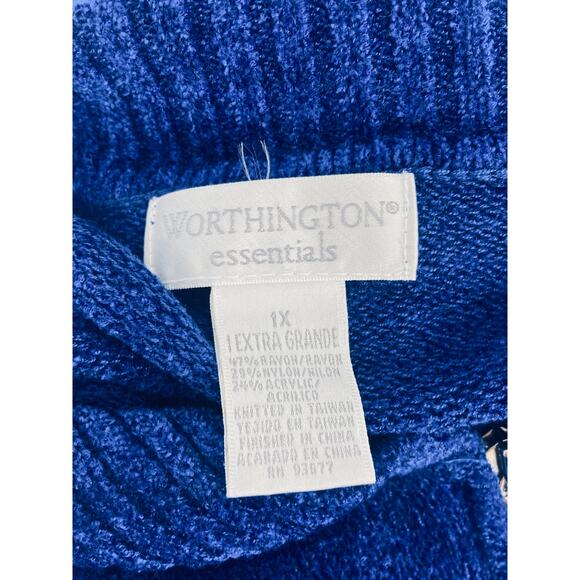 WORTHINGTON®
essentials
1X
1 EXTRA GRANDE
47% RAYON/RAYON
29% NYLON/NILON
24% ACRYLIC/
ACRILICO
KNITTED IN TAIWAN
TEJIDO EN TAIWAN
FINISHED IN CHINA
ACABADO EN CHINA
RN 93677